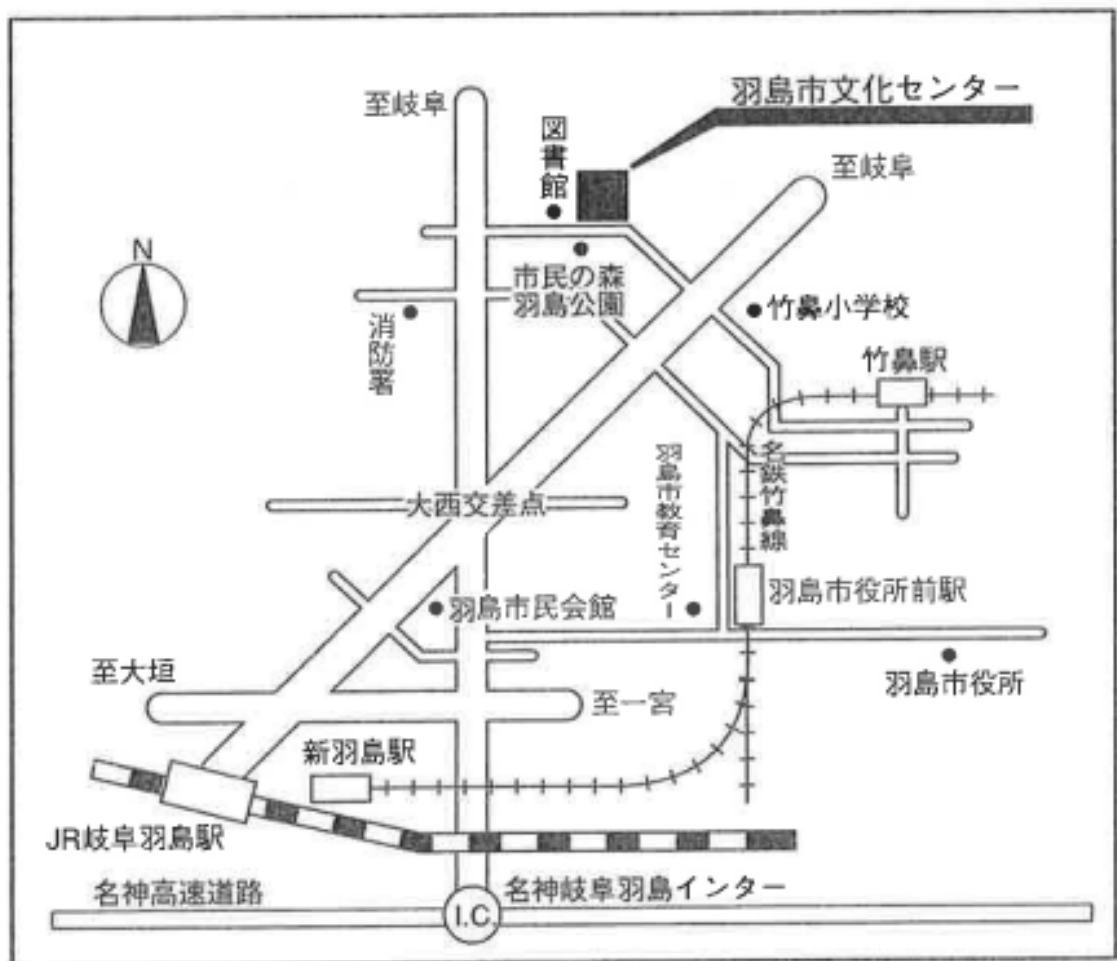 羽島市文化センター
至岐阜
図書館
至岐阜
N
市民の森
羽島公園
竹鼻小学校
消防署
竹鼻駅
名鉄竹鼻線
羽島市教育センター
大西交差点
羽島市民会館
羽島市役所前駅
至大垣
至一宮
羽島市役所
新羽島駅
JR岐阜羽島駅
名神高速道路
名神岐阜羽島インター
I.C.